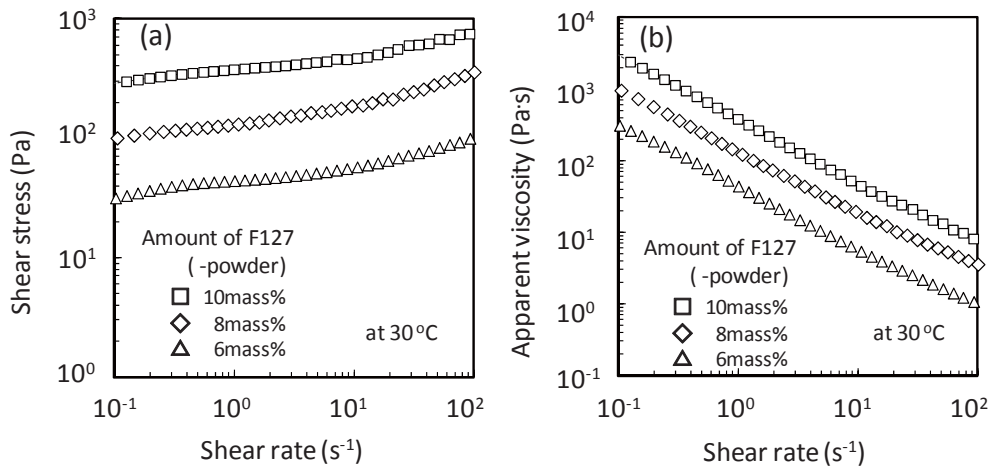 (a)
Shear stress (Pa)
10³
10²
10¹
10⁰
Amount of F127
( -powder)
10mass%
8mass%
6mass%
at 30 °C
10⁻¹ 10⁰ 10¹ 10²
Shear rate (s⁻¹)
(b)
Apparent viscosity (Pa·s)
10⁴
10³
10²
10¹
10⁰
10⁻¹
Amount of F127
( -powder)
10mass%
8mass%
6mass%
at 30 °C
10⁻¹ 10⁰ 10¹ 10²
Shear rate (s⁻¹)